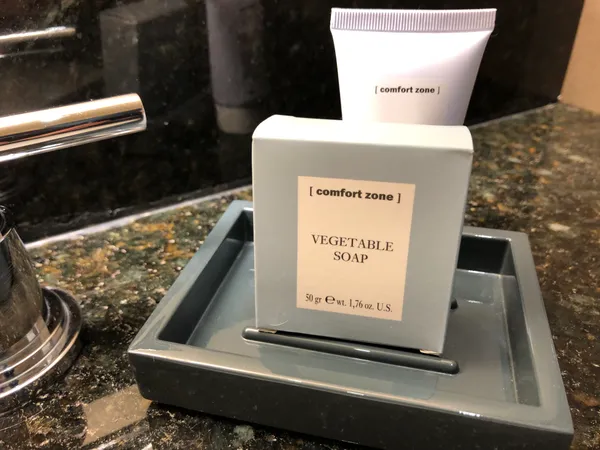 [ comfort zone ]
[ comfort zone ]
VEGETABLE
SOAP
50 gr ℮ wt. 1,76 oz. U.S.